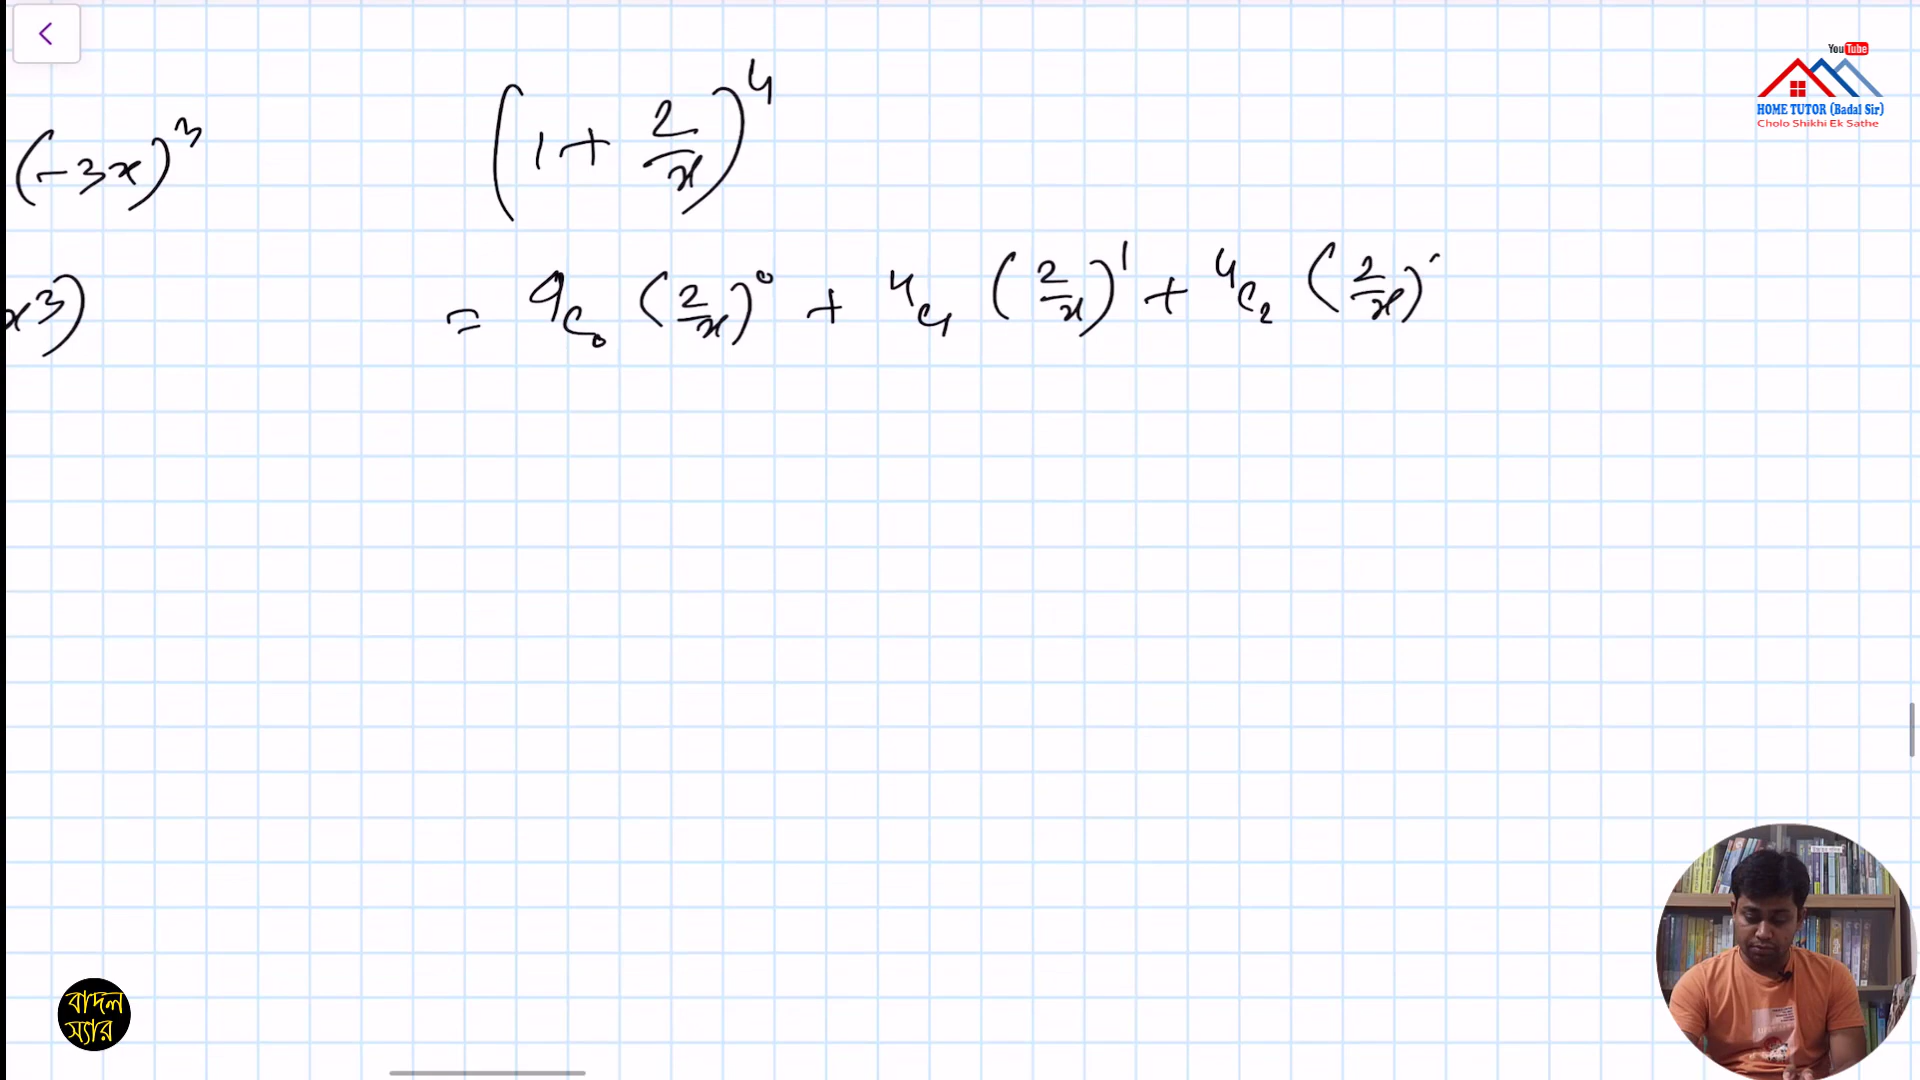 YouTube
HOME TUTOR (Badal Sir)
Cholo Shikhi Ek Sathe
(-3x)^3
(1 + 2/x)^4
x3)
= 4C0 (2/x)^0 + 4C1 (2/x)^1 + 4C2 (2/x)
বাদল
স্যার